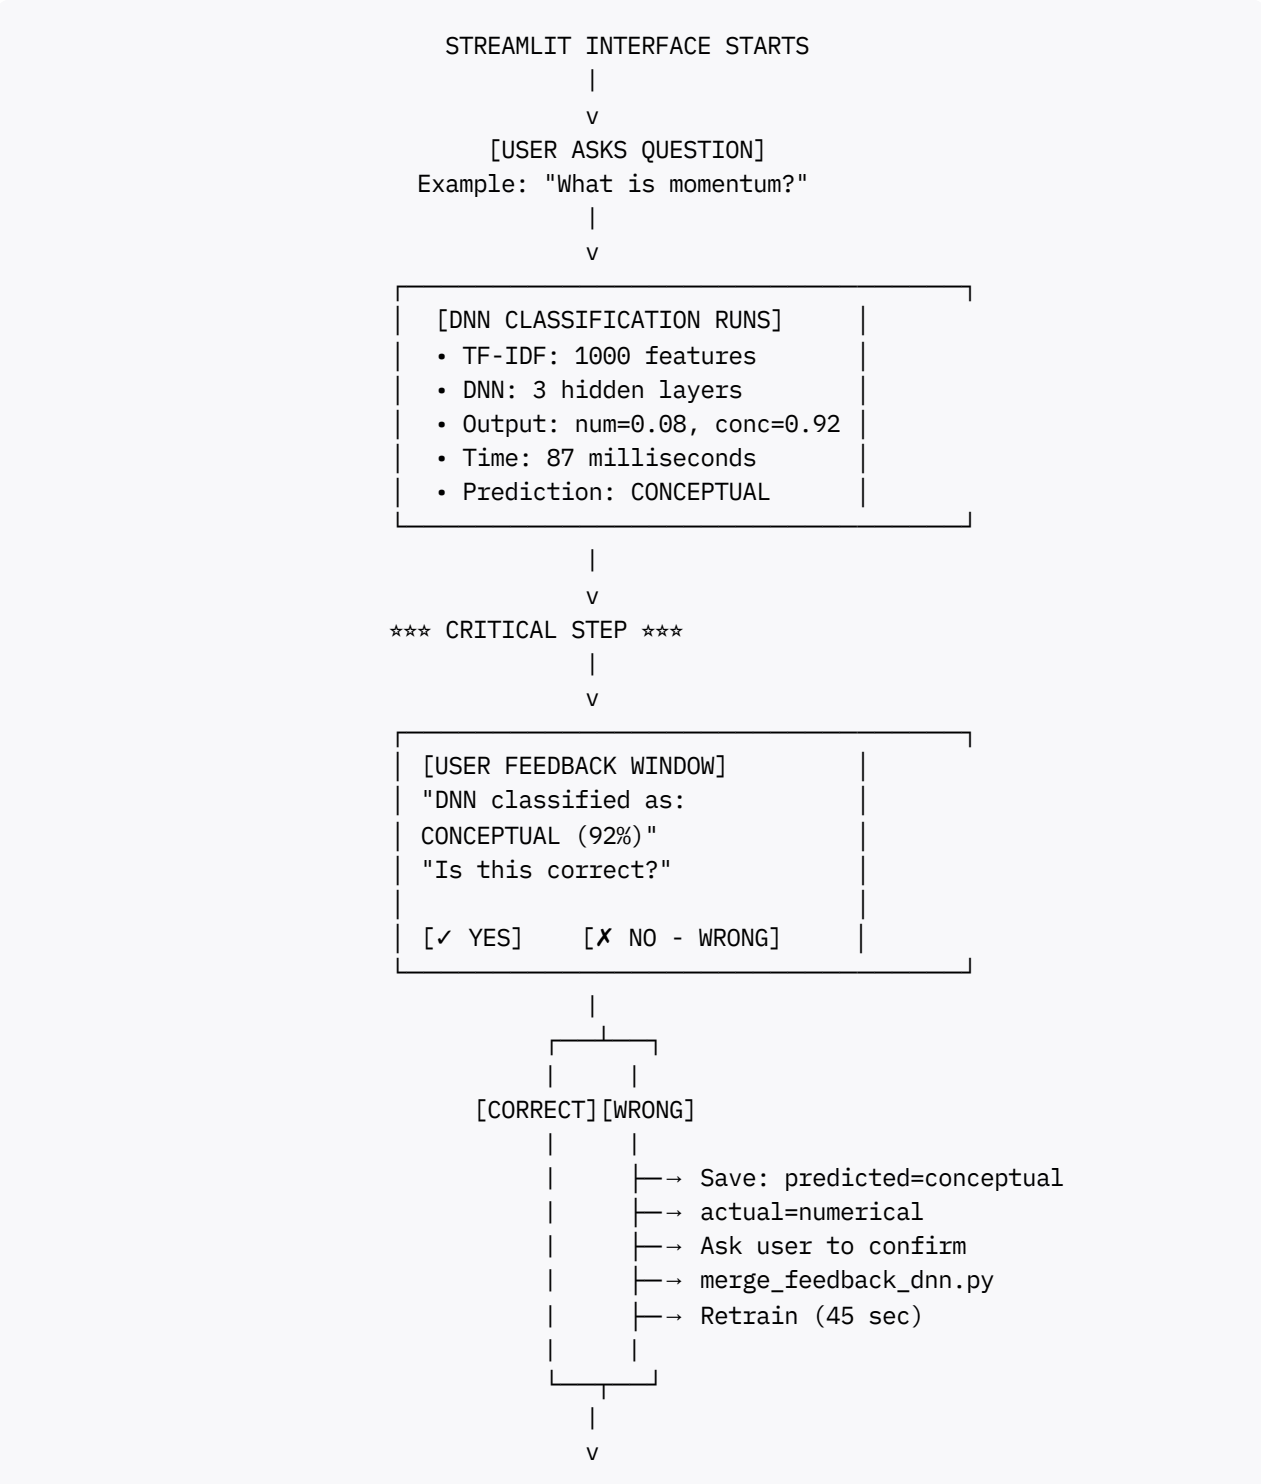 STREAMLIT INTERFACE STARTS
|
v
[USER ASKS QUESTION]
Example: "What is momentum?"
|
v
[DNN CLASSIFICATION RUNS]
• TF-IDF: 1000 features
• DNN: 3 hidden layers
• Output: num=0.08, conc=0.92
• Time: 87 milliseconds
• Prediction: CONCEPTUAL
|
v
☆☆☆ CRITICAL STEP ☆☆☆
|
v
[USER FEEDBACK WINDOW]
"DNN classified as:
CONCEPTUAL (92%)"
"Is this correct?"
[✓ YES] [✗ NO - WRONG]
|
[CORRECT][WRONG]
├─→ Save: predicted=conceptual
├─→ actual=numerical
├─→ Ask user to confirm
├─→ merge_feedback_dnn.py
├─→ Retrain (45 sec)
|
v